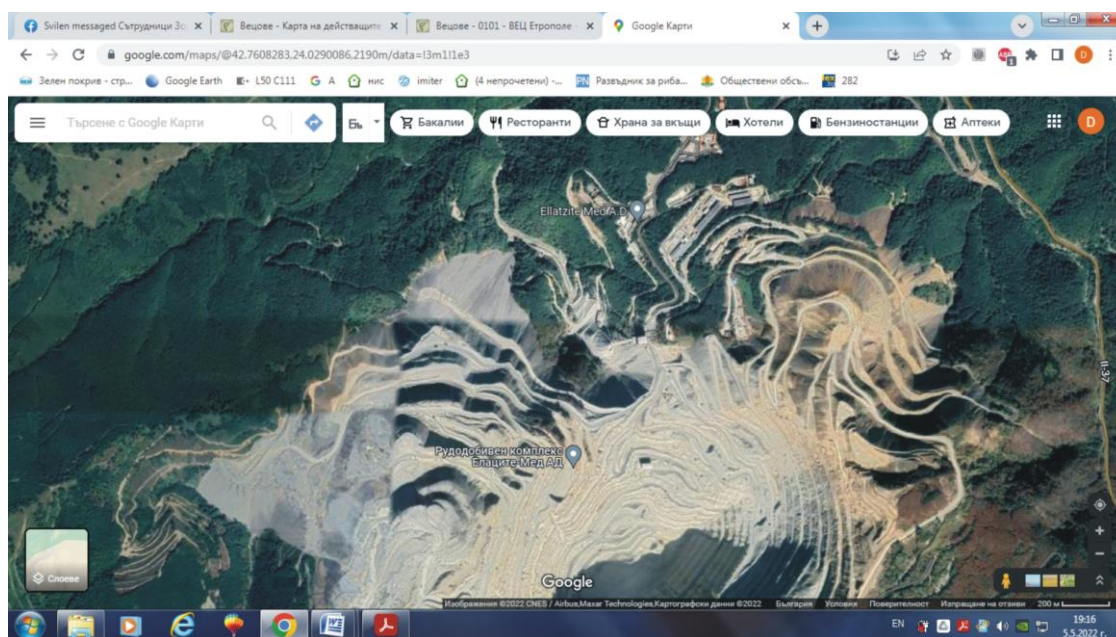 Svilen messaged Сътрудници Зо
Вецове - Карта на действащите
Вецове - 0101 - ВЕЦ Етрополе -
Google Карти
google.com/maps/@42.7608283,24.0290086,2190m/data=!3m1!1e3
D
Зелен покрив - стр...
Google Earth
L50 C111
G A
нис
imiter
(4 непрочетени) -...
PN Развъдник за риба...
Обществени обсъ...
282
Търсене с Google Карти
Бъ
Бакалии
Ресторанти
Храна за вкъщи
Хотели
Бензиностанции
Аптеки
D
Ellatzite Med A.D.
II-37
Рудодобивен комплекс
Елаците-Мед АД
Слоеве
Google
Изображения ©2022 CNES / Airbus,Maxar Technologies,Картографски данни ©2022 България Условия Поверителност Изпращане на отзиви 200 м
EN
19:16
5.5.2022 г.